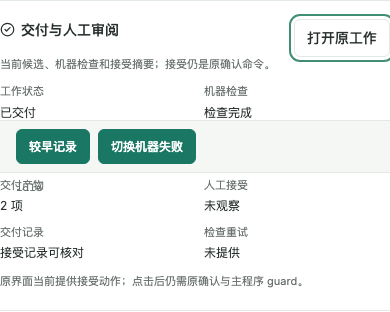 交付与人工审阅
打开原工作
当前候选、机器检查和接受摘要；接受仍是原确认命令。
工作状态 机器检查
已交付 检查完成
较早记录 切换机器失败
交付产物 人工接受
2 项 未观察
交付记录 检查重试
接受记录可核对 未提供
原界面当前提供接受动作；点击后仍需原确认与主程序 guard。